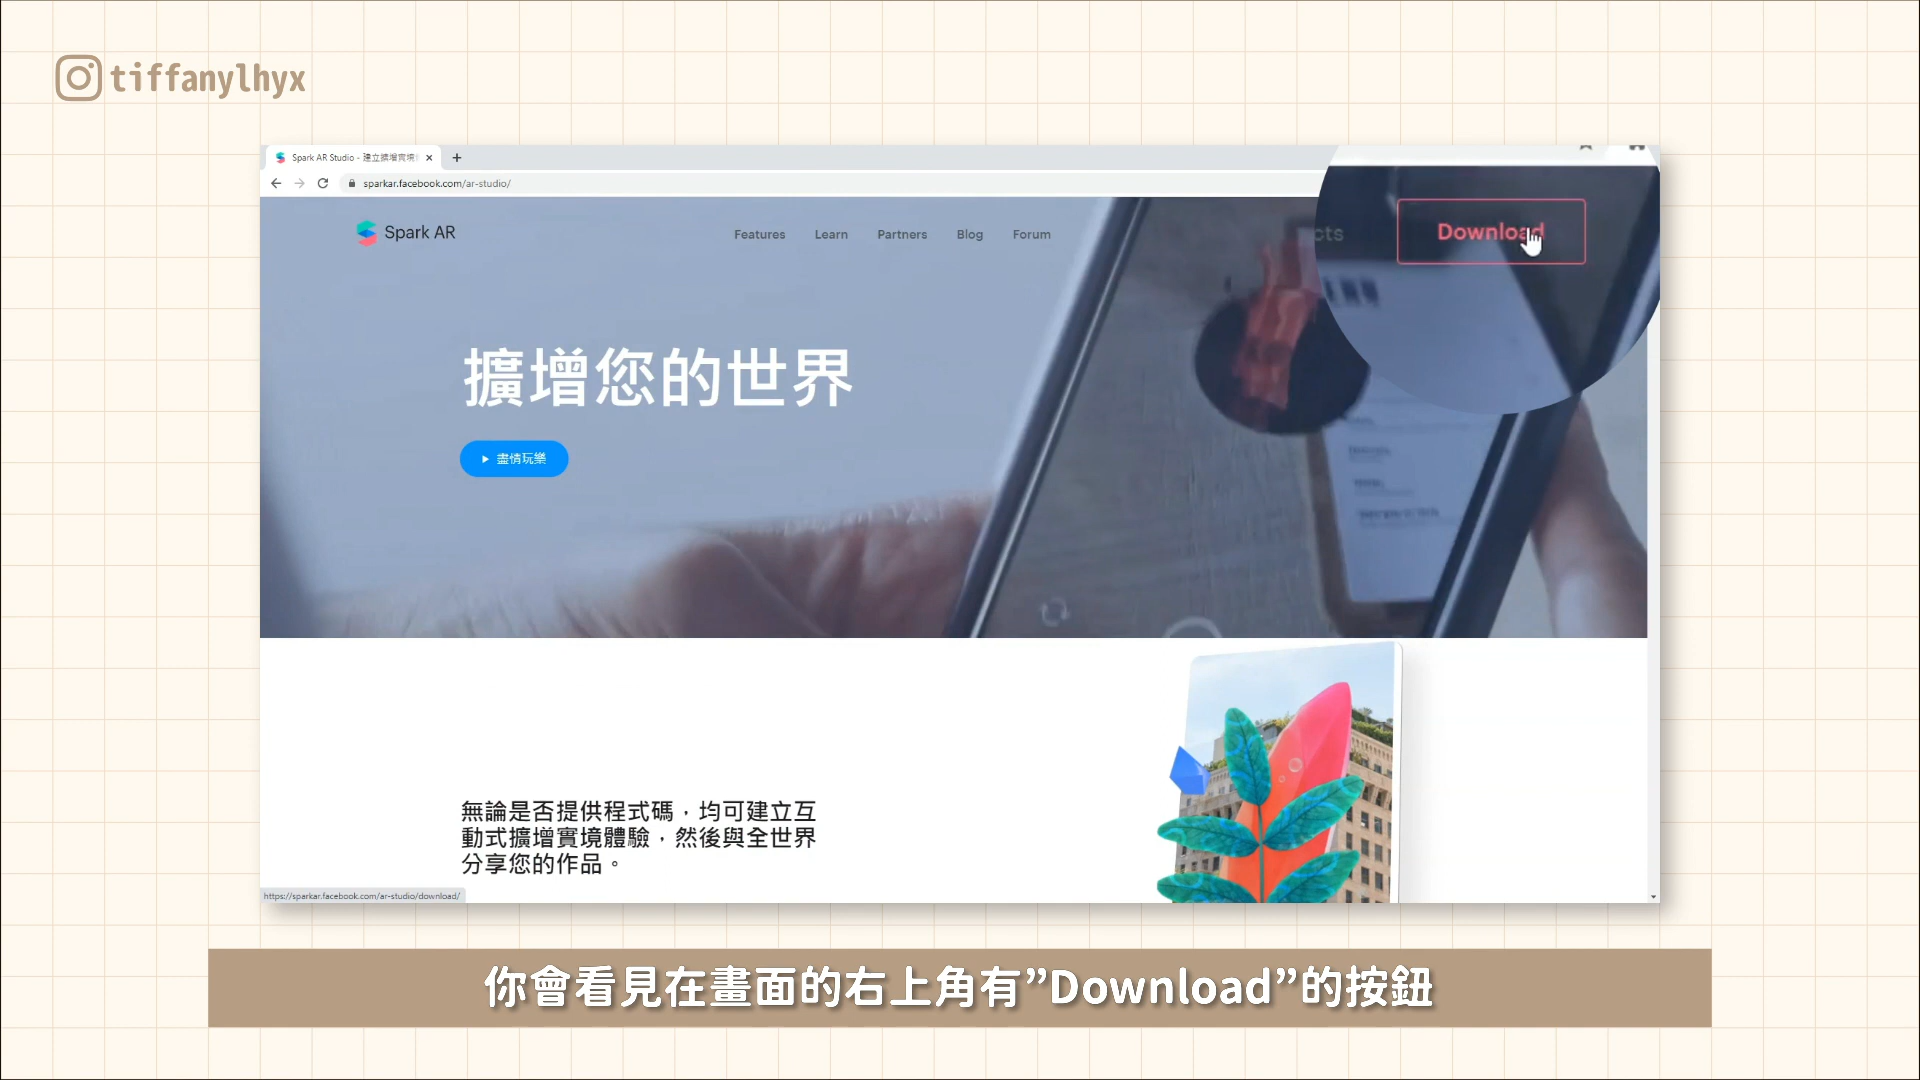 tiffanylhyx
Spark AR Studio - 建立擴增實境
sparkar.facebook.com/ar-studio/
Spark AR
Features Learn Partners Blog Forum
Download
擴增您的世界
盡情玩樂
無論是否提供程式碼，均可建立互
動式擴增實境體驗，然後與全世界
分享您的作品。
https://sparkar.facebook.com/ar-studio/download/
你會看見在畫面的右上角有”Download”的按鈕